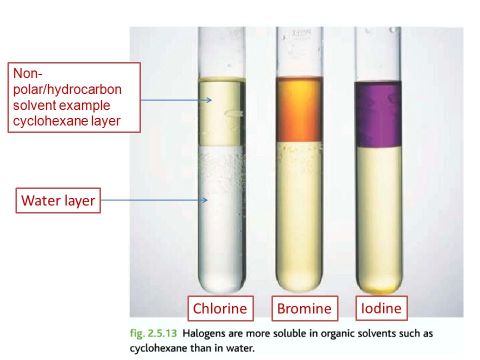 Non-
polar/hydrocarbon
solvent example
cyclohexane layer
Water layer
Chlorine
Bromine
Iodine
fig. 2.5.13 Halogens are more soluble in organic solvents such as
cyclohexane than in water.